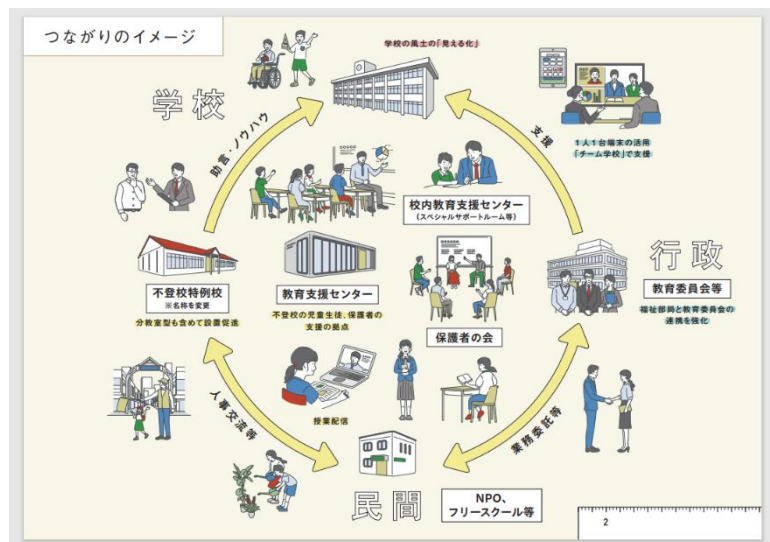 つながりのイメージ
学校の風土の「見える化」
学校
助言・ノウハウ
支援
1人1台端末の活用
「チーム学校」で支援
校内教育支援センター
（スペシャルサポートルーム等）
不登校特例校
※名称を変更
分教室型も含めて設置促進
教育支援センター
不登校の児童生徒、保護者の
支援の拠点
保護者の会
行政
教育委員会等
福祉部局と教育委員会の
連携を強化
人事交流等
授業配信
業務委託等
民間
NPO、
フリースクール等
2